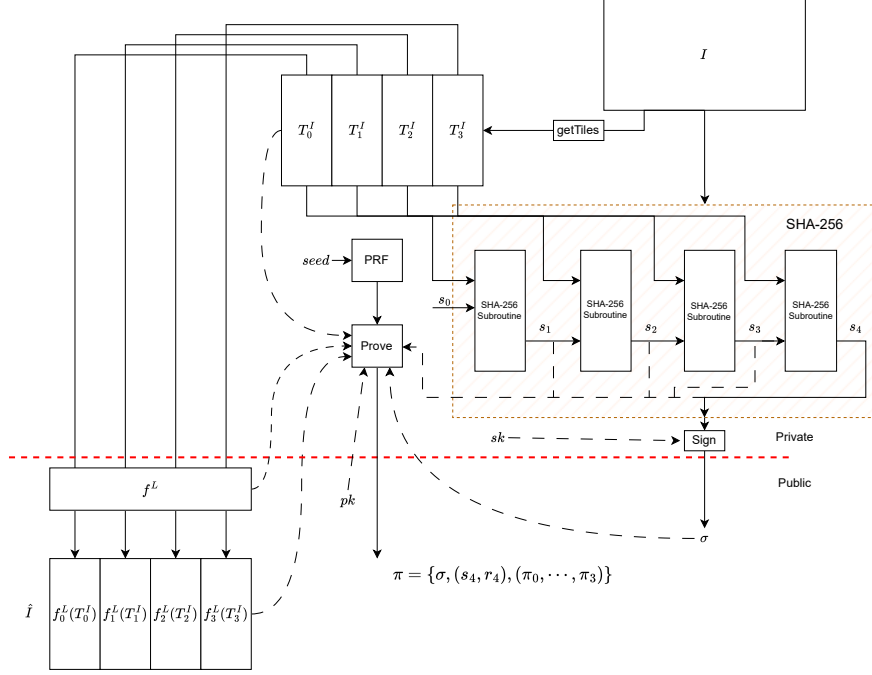 I
T_0^I T_1^I T_2^I T_3^I
getTiles
SHA-256
seed
PRF
s_0
SHA-256
Subroutine
SHA-256
Subroutine
SHA-256
Subroutine
SHA-256
Subroutine
s_1
s_2
s_3
s_4
Prove
sk
Sign
Private
Public
f^L
pk
σ
π = {σ, (s_4, r_4), (π_0, ⋯, π_3)}
Î
f_0^L(T_0^I) f_1^L(T_1^I) f_2^L(T_2^I) f_3^L(T_3^I)